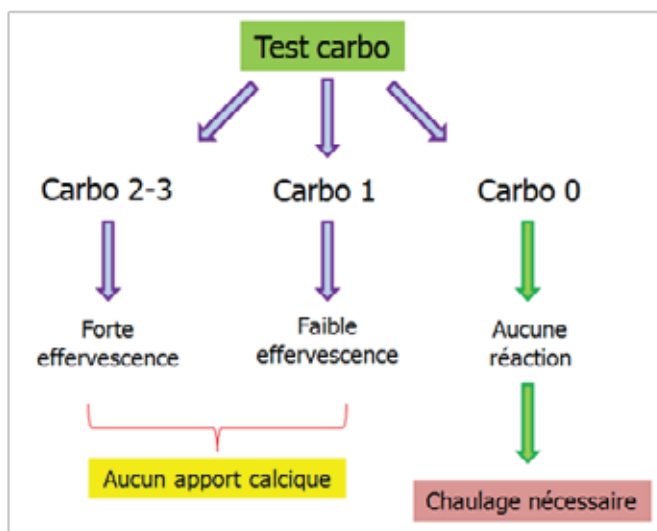 Test carbo
Carbo 2-3
Carbo 1
Carbo 0
Forte
effervescence
Faible
effervescence
Aucune
réaction
Aucun apport calcique
Chaulage nécessaire